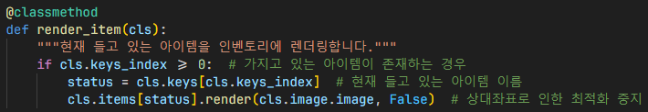 @classmethod
def render_item(cls):
    """현재 들고 있는 아이템을 인벤토리에 렌더링합니다."""
    if cls.keys_index >= 0:  # 가지고 있는 아이템이 존재하는 경우
        status = cls.keys[cls.keys_index]  # 현재 들고 있는 아이템 이름
        cls.items[status].render(cls.image.image, False)  # 상대좌표로 인한 최적화 중지